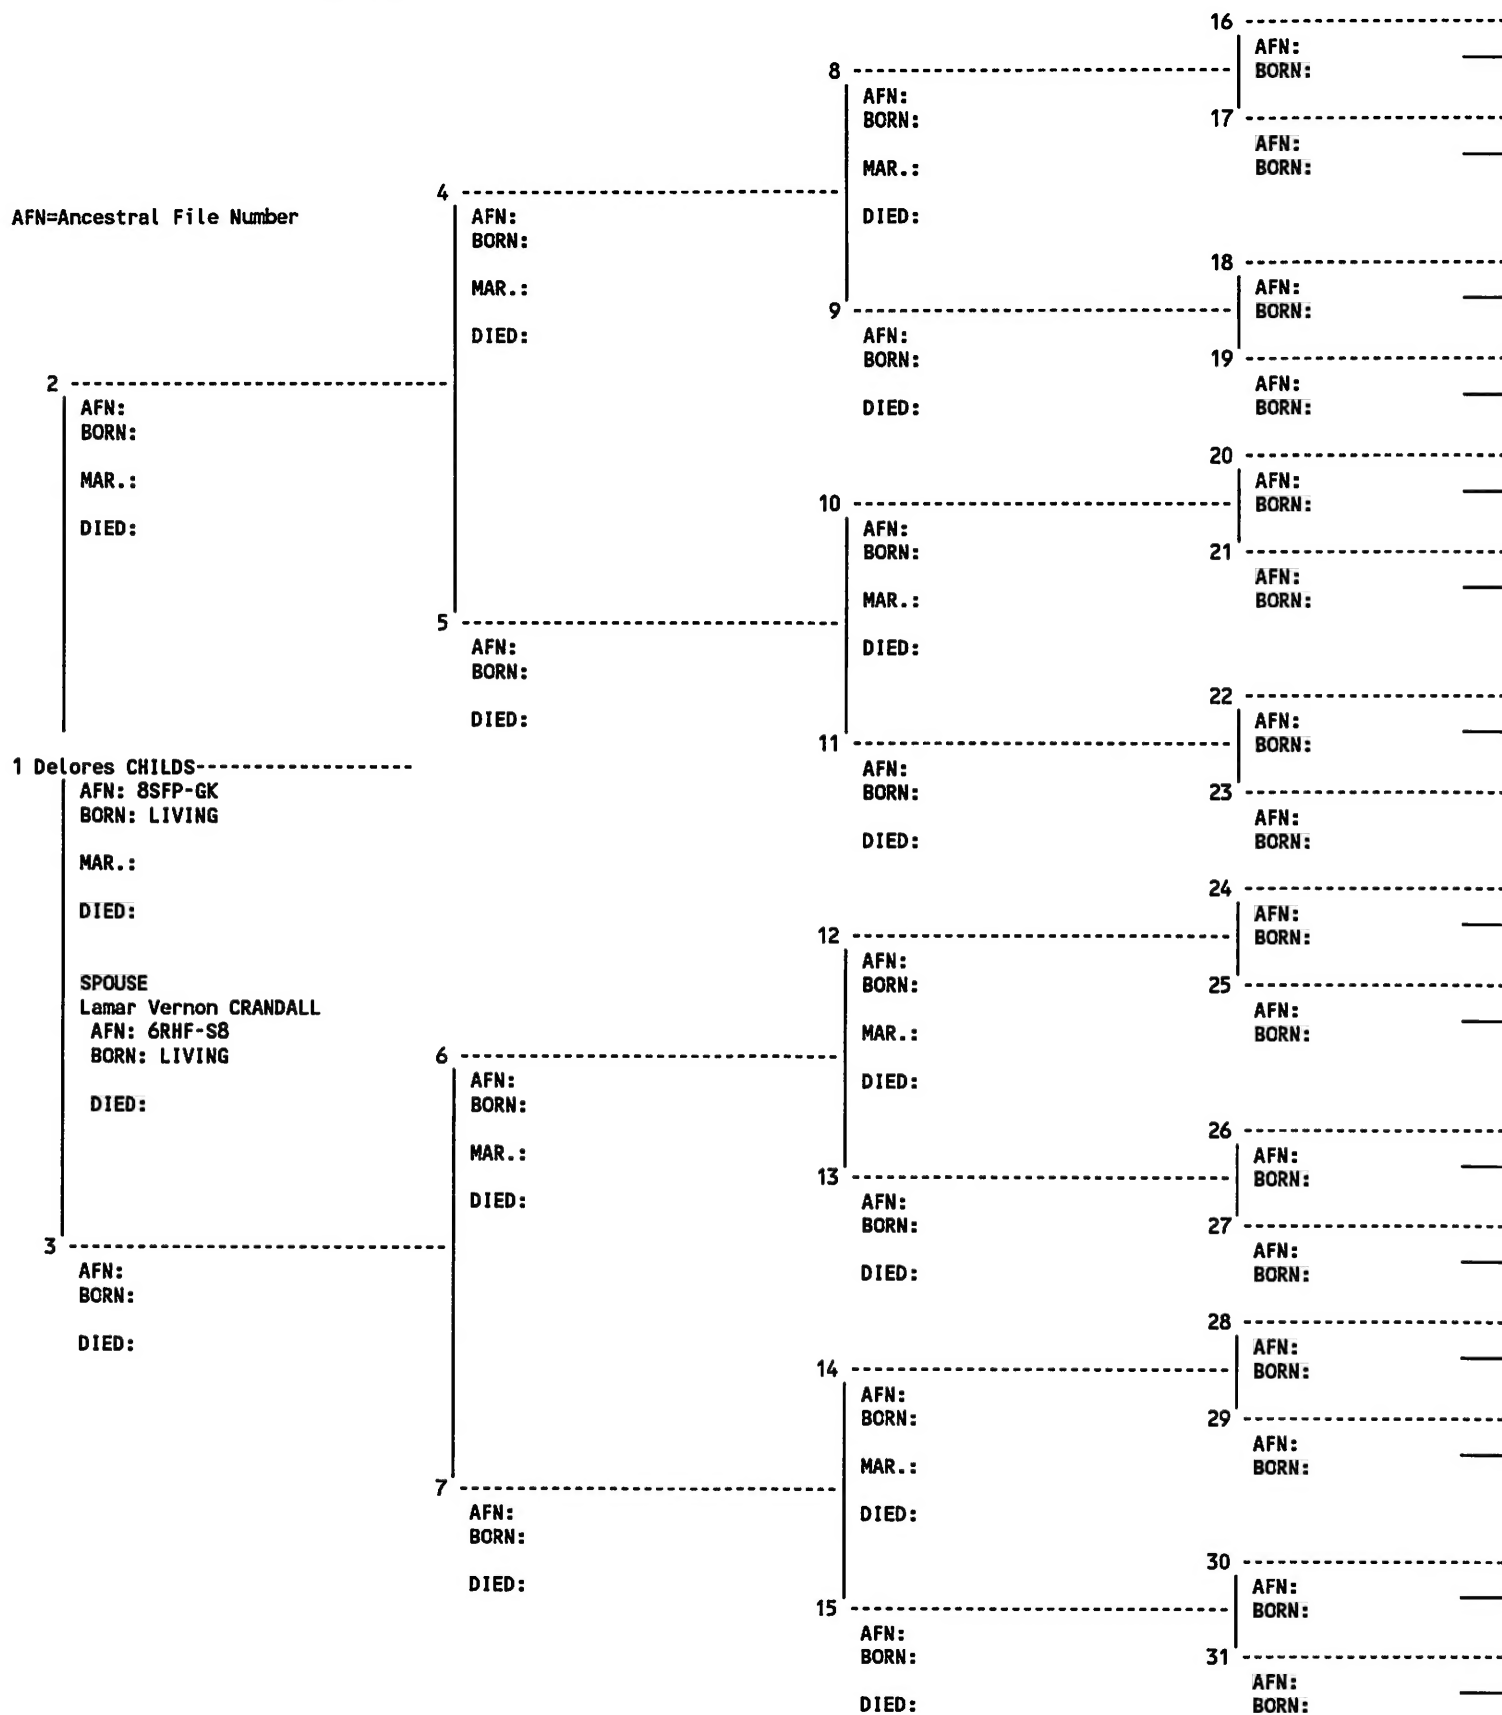 AFN=Ancestral File Number
1 Delores CHILDS
AFN: 8SFP-GK
BORN: LIVING
MAR.:
DIED:
SPOUSE
Lamar Vernon CRANDALL
AFN: 6RHF-S8
BORN: LIVING
DIED:
2
AFN:
BORN:
MAR.:
DIED:
3
AFN:
BORN:
DIED:
4
AFN:
BORN:
MAR.:
DIED:
5
AFN:
BORN:
DIED:
6
AFN:
BORN:
MAR.:
DIED:
7
AFN:
BORN:
DIED:
8
AFN:
BORN:
MAR.:
DIED:
9
AFN:
BORN:
DIED:
10
AFN:
BORN:
MAR.:
DIED:
11
AFN:
BORN:
DIED:
12
AFN:
BORN:
MAR.:
DIED:
13
AFN:
BORN:
DIED:
14
AFN:
BORN:
MAR.:
DIED:
15
AFN:
BORN:
DIED:
16
AFN:
BORN:
17
AFN:
BORN:
18
AFN:
BORN:
19
AFN:
BORN:
20
AFN:
BORN:
21
AFN:
BORN:
22
AFN:
BORN:
23
AFN:
BORN:
24
AFN:
BORN:
25
AFN:
BORN:
26
AFN:
BORN:
27
AFN:
BORN:
28
AFN:
BORN:
29
AFN:
BORN:
30
AFN:
BORN:
31
AFN:
BORN: